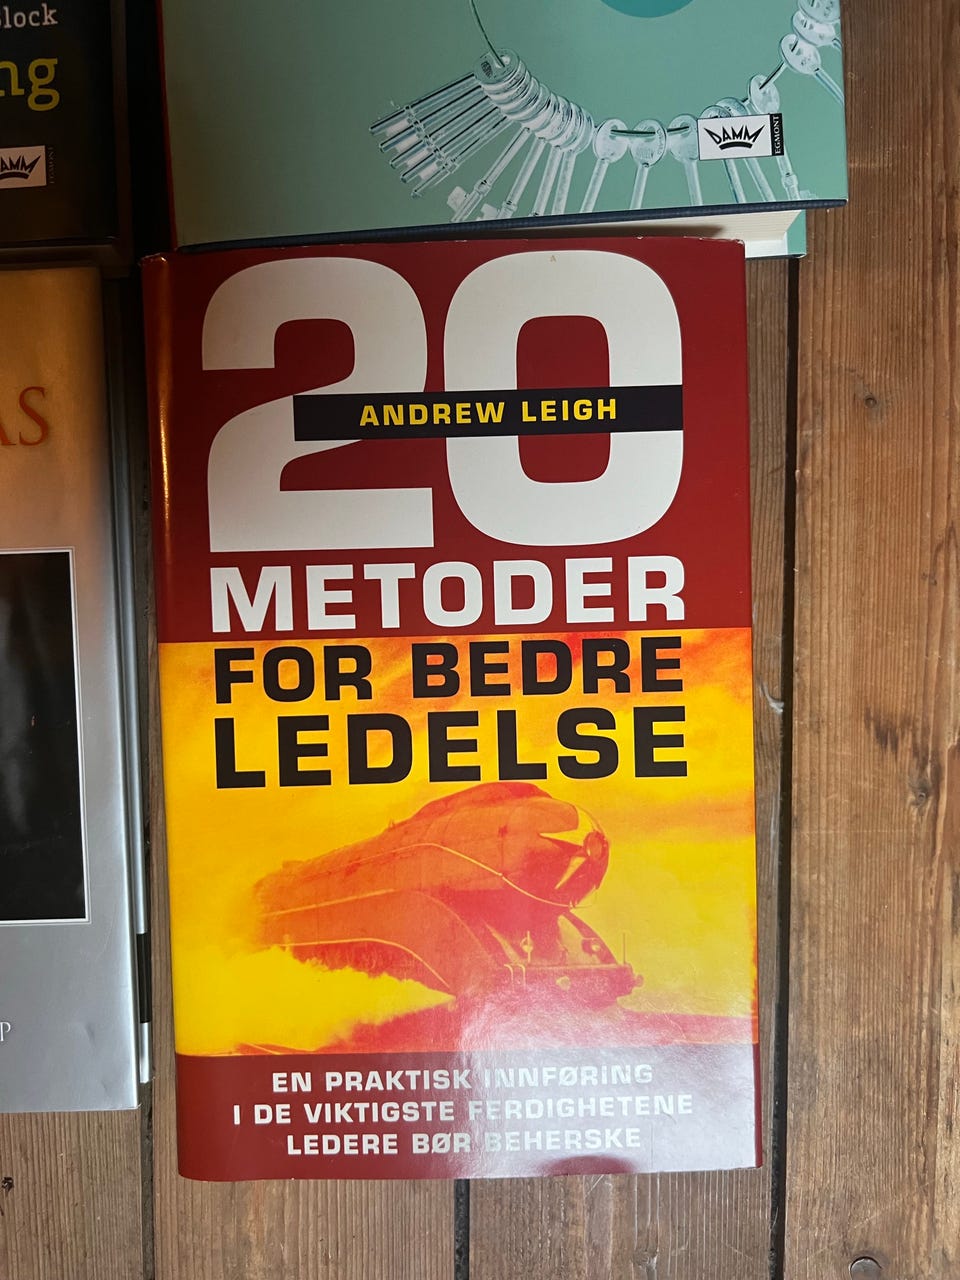 Block
ng
DAMM
EGMONT
DAMM
EGMONT
AS
P
20
ANDREW LEIGH
METODER
FOR BEDRE
LEDELSE
EN PRAKTISK INNFØRING
I DE VIKTIGSTE FERDIGHETENE
LEDERE BØR BEHERSKE